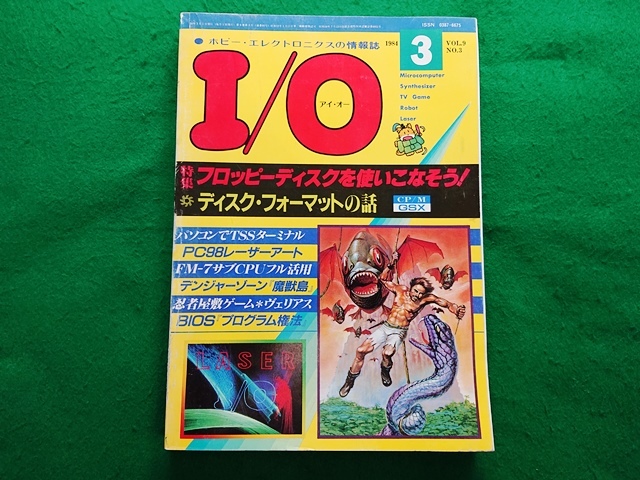 ISSN 0387-9675
● ホビー・エレクトロニクスの情報誌
1984 3 VOL.9 NO.3
I/O
アイ・オー
Microcomputer
Synthesizer
TV Game
Robot
Laser
特集 フロッピーディスクを使いこなそう!
ディスク・フォーマットの話 CP/M GSX
パソコンでTSSターミナル
PC98レーザーアート
FM-7サブCPUフル活用
デンジャーゾーン『魔獣島』
忍者屋敷ゲーム*ヴェリアス
"BIOS"プログラム権法
LASER